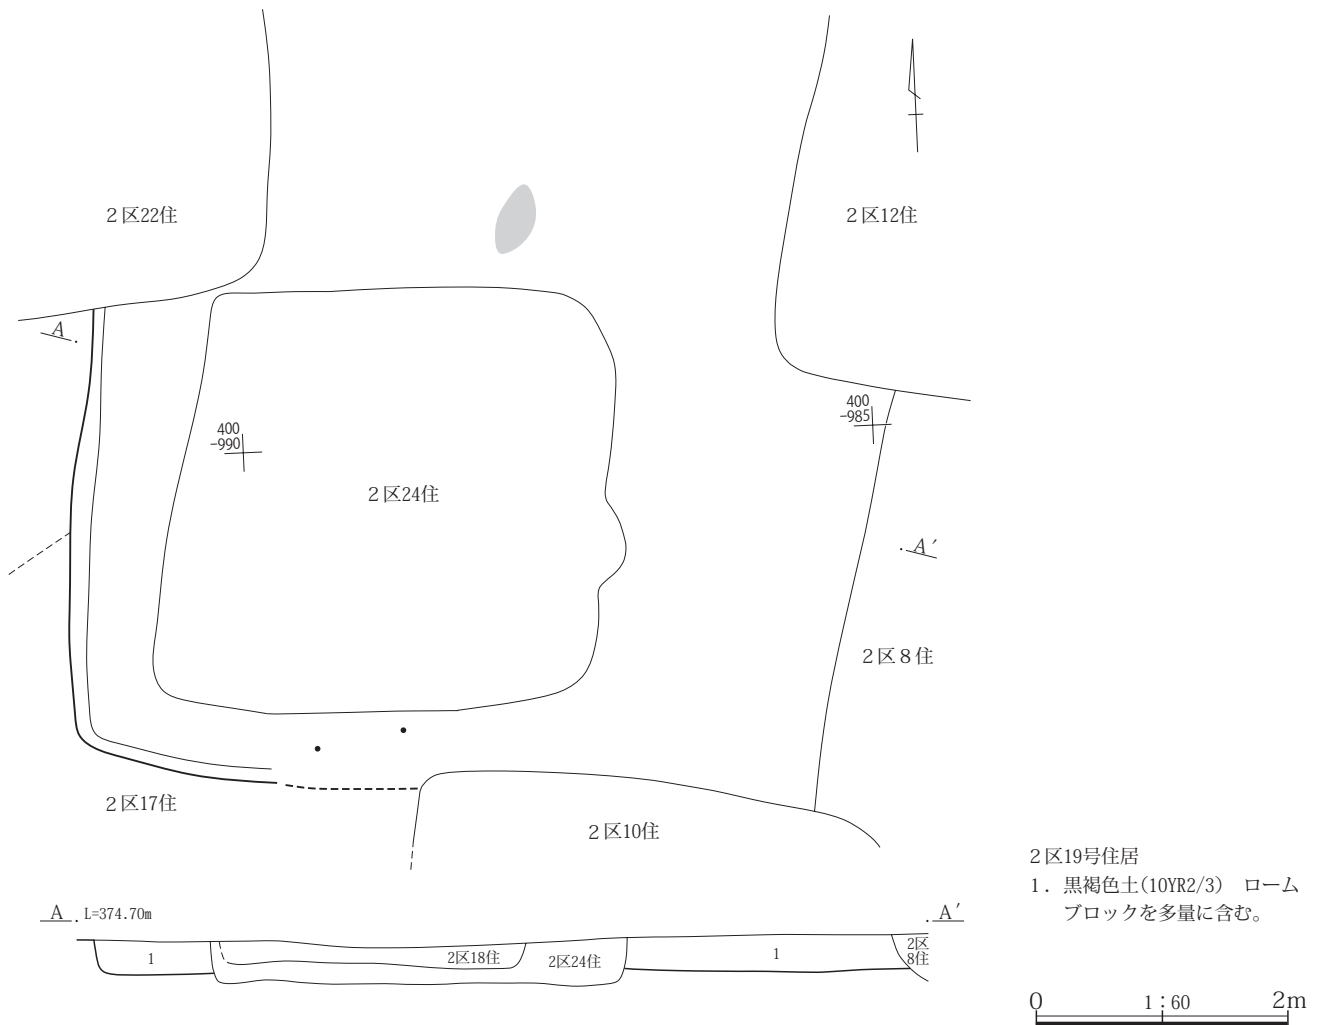 ２区22住
２区12住
A
400
-985
400
-990
２区24住
A′
２区８住
２区17住
２区10住
２区19号住居
１．黒褐色土(10YR2/3)　ローム
ブロックを多量に含む。
A
L=374.70m
A′
1
2区18住
2区24住
1
2区
8住
0
1：60
2m